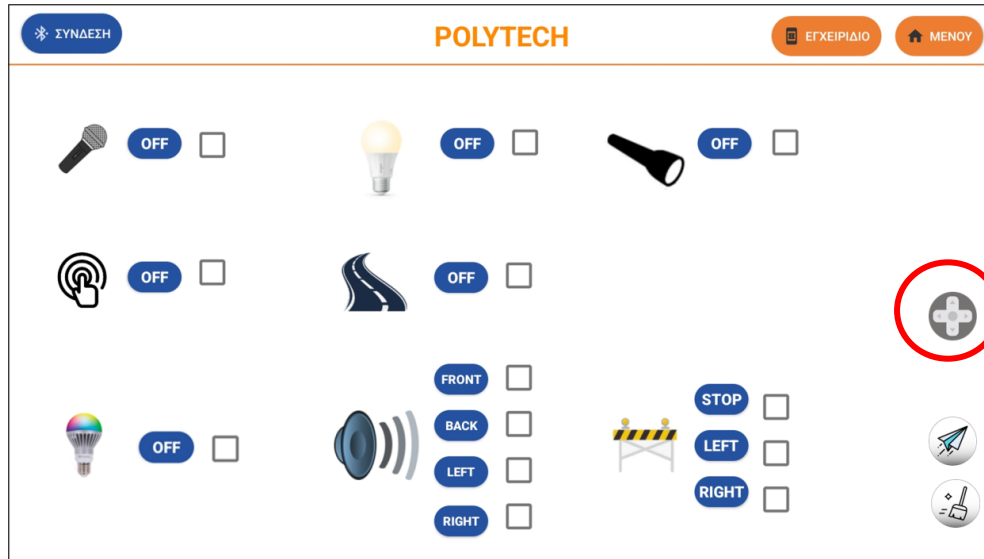 ΣΥΝΔΕΣΗ
POLYTECH
ΕΓΧΕΙΡΙΔΙΟ
ΜΕΝΟΥ
OFF
OFF
OFF
OFF
OFF
OFF
FRONT
BACK
LEFT
RIGHT
STOP
LEFT
RIGHT